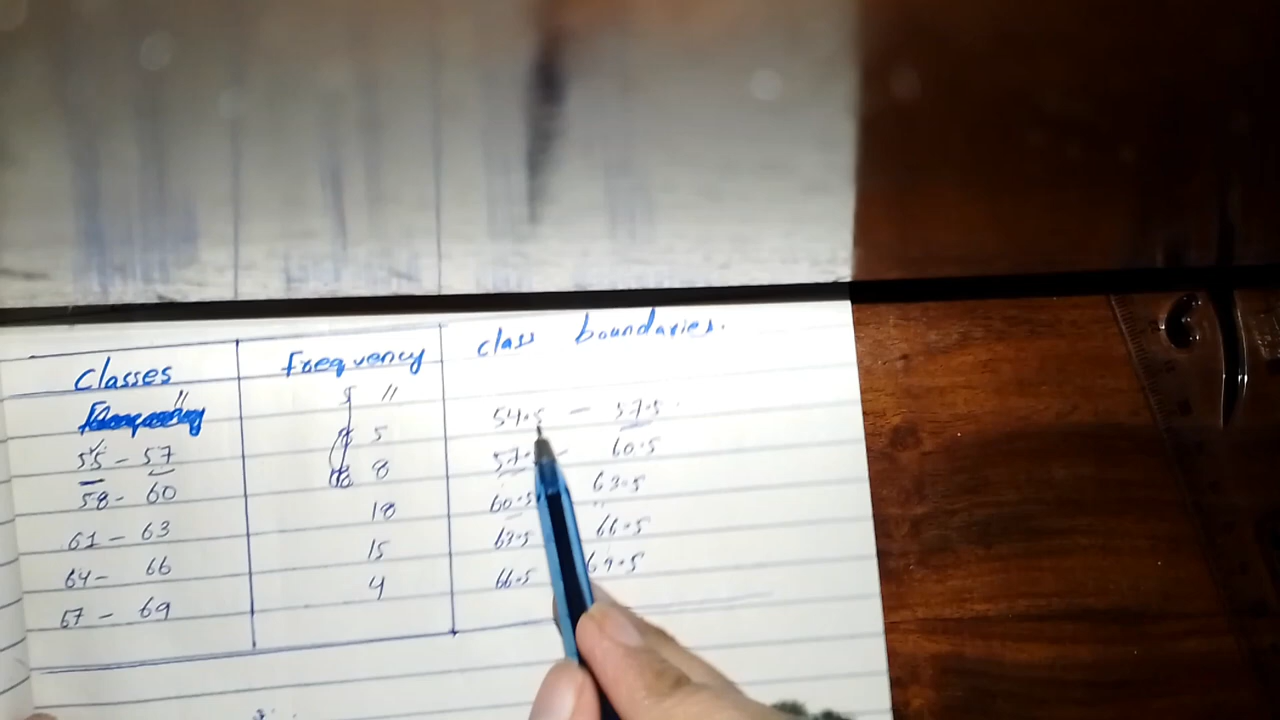 Classes Frequency class boundaries.
"
5 "
54.5 - 57.5
55 - 57 5 57.5 - 60.5
58 - 60 8 60.5 63.5
61 - 63 18 63.5 66.5
64 - 66 15 66.5 69.5
67 - 69 4